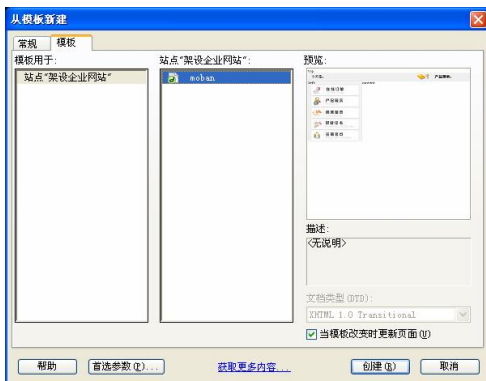 从模板新建
常规 模板
模板用于:
站点“架设企业网站”
站点“架设企业网站”:
moban
预览:
描述:
<无说明>
文档类型(DTD):
XHTML 1.0 Transitional
当模板改变时更新页面(U)
帮助 首选参数(P)... 获取更多内容... 创建(R) 取消